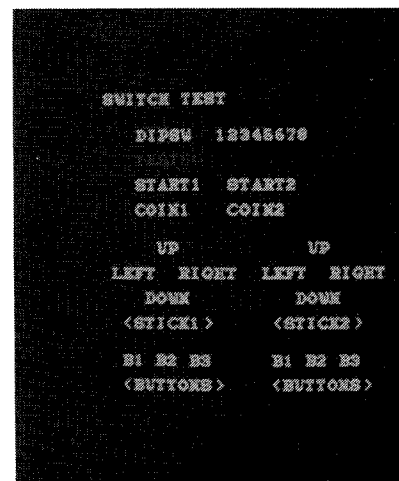 SWITCH TEST
DIPSW 12345678
START1 START2
COIN1 COIN2
UP UP
LEFT RIGHT LEFT RIGHT
DOWN DOWN
<STICK1> <STICK2>
B1 B2 B3 B1 B2 B3
<BUTTONS> <BUTTONS>